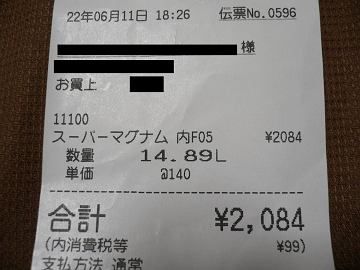 22年06月11日 18:26 伝票No.0596
様
お買上
11100
スーパーマグナム 内F05 ¥2084
数量 14.89L
単価 @140
合計 ¥2,084
(内消費税等 ¥99)
支払方法 通常